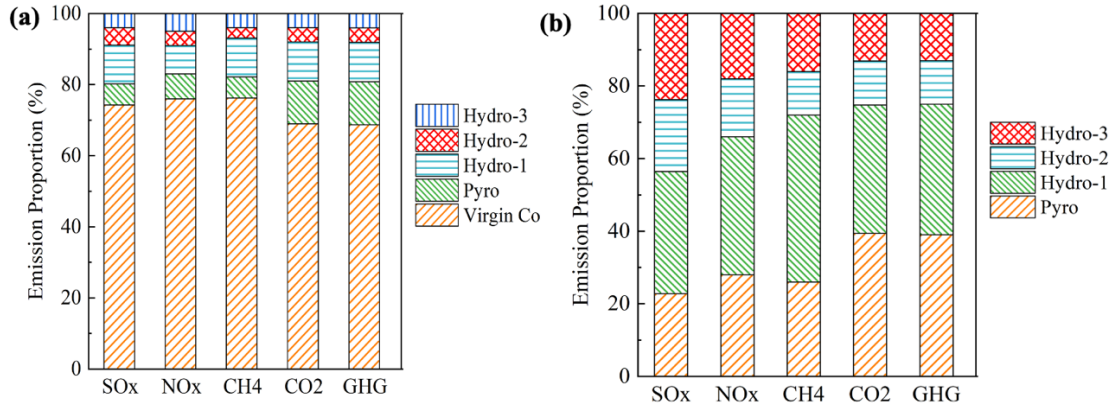 (a)
100
80
60
40
20
0
Emission Proportion (%)
SOx NOx CH4 CO2 GHG
Hydro-3
Hydro-2
Hydro-1
Pyro
Virgin Co
(b)
100
80
60
40
20
0
Emission Proportion (%)
SOx NOx CH4 CO2 GHG
Hydro-3
Hydro-2
Hydro-1
Pyro